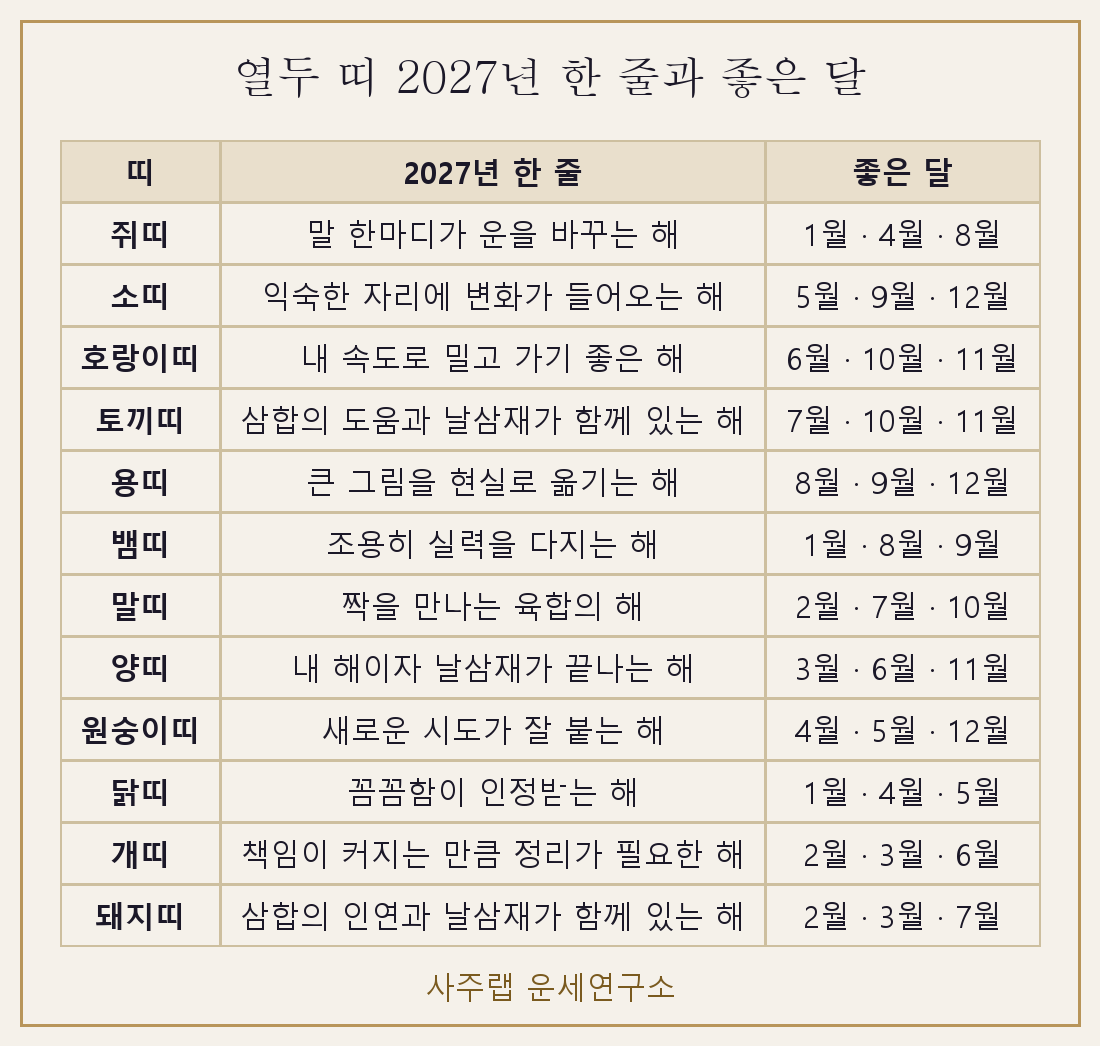 열두 띠 2027년 한 줄과 좋은 달
띠 2027년 한 줄 좋은 달
쥐띠 말 한마디가 운을 바꾸는 해 1월 · 4월 · 8월
소띠 익숙한 자리에 변화가 들어오는 해 5월 · 9월 · 12월
호랑이띠 내 속도로 밀고 가기 좋은 해 6월 · 10월 · 11월
토끼띠 삼합의 도움과 날삼재가 함께 있는 해 7월 · 10월 · 11월
용띠 큰 그림을 현실로 옮기는 해 8월 · 9월 · 12월
뱀띠 조용히 실력을 다지는 해 1월 · 8월 · 9월
말띠 짝을 만나는 육합의 해 2월 · 7월 · 10월
양띠 내 해이자 날삼재가 끝나는 해 3월 · 6월 · 11월
원숭이띠 새로운 시도가 잘 붙는 해 4월 · 5월 · 12월
닭띠 꼼꼼함이 인정받는 해 1월 · 4월 · 5월
개띠 책임이 커지는 만큼 정리가 필요한 해 2월 · 3월 · 6월
돼지띠 삼합의 인연과 날삼재가 함께 있는 해 2월 · 3월 · 7월
사주랩 운세연구소